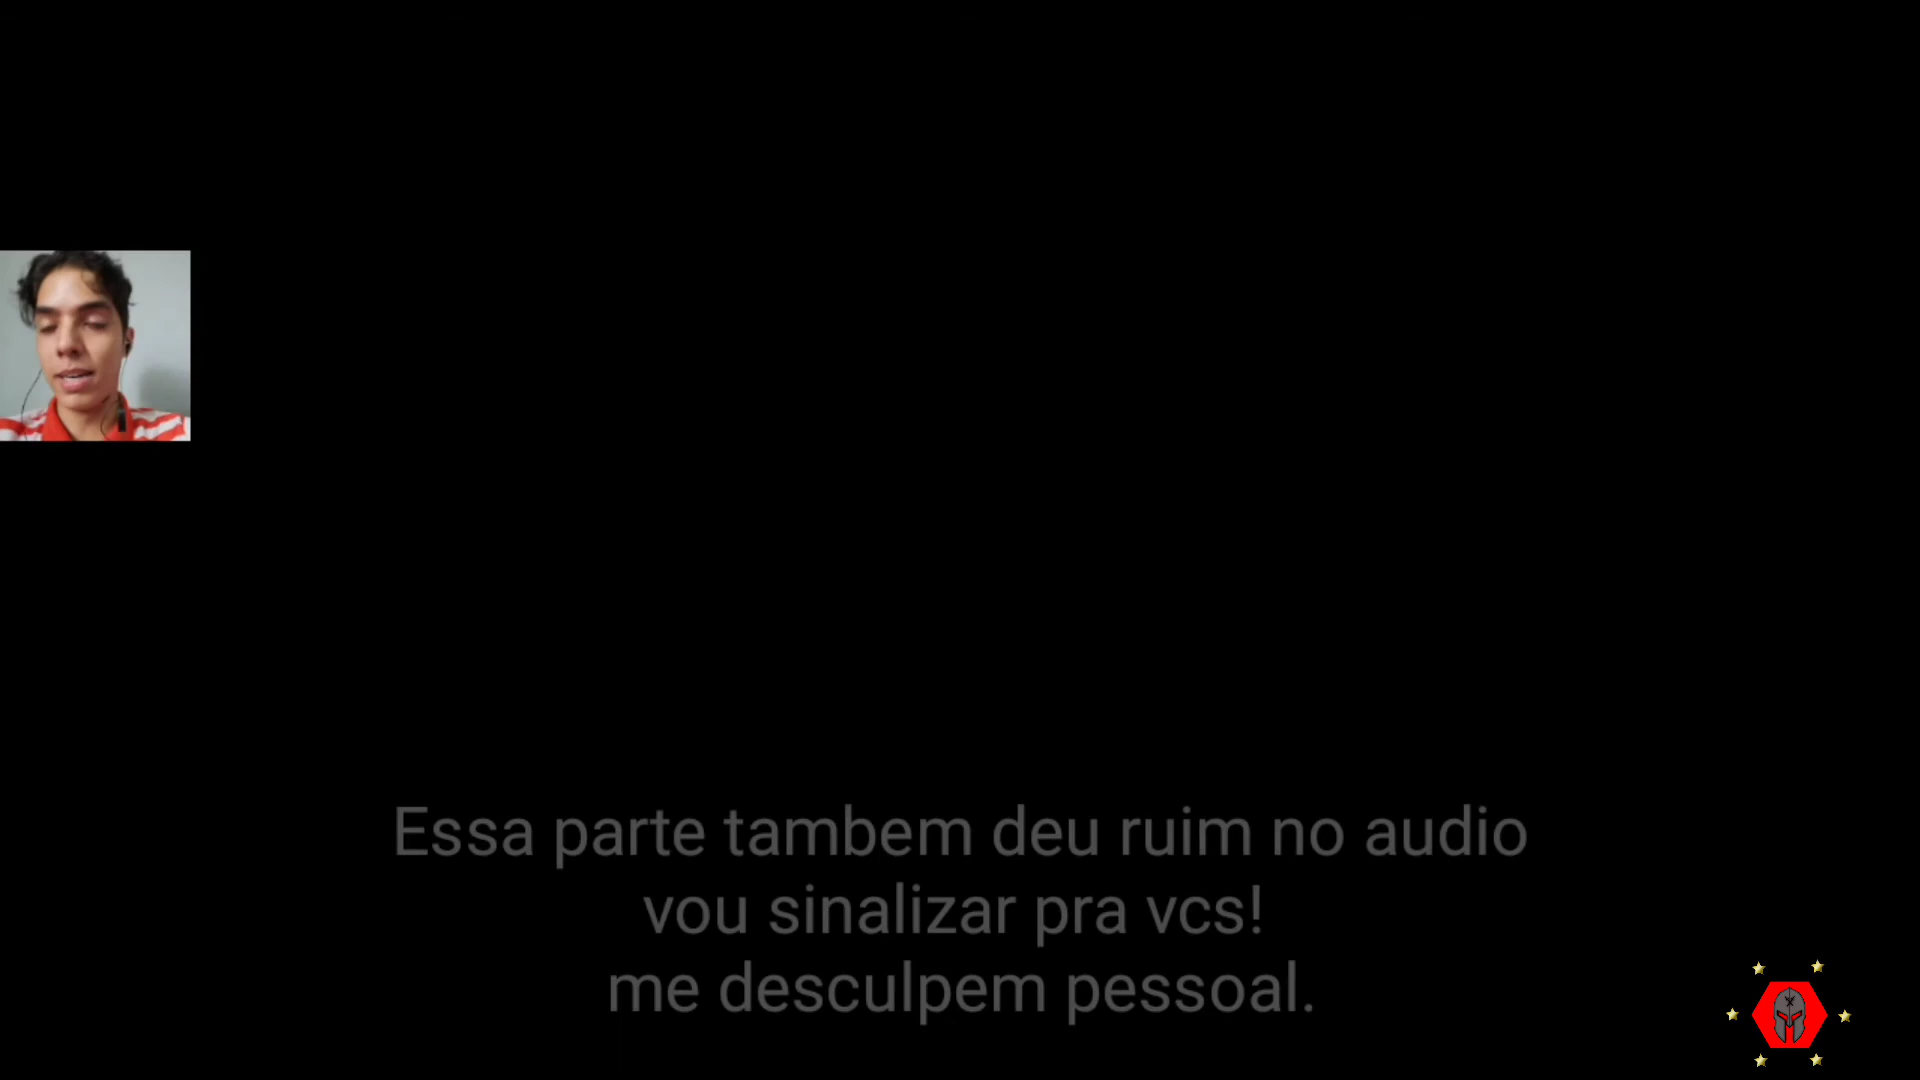 Essa parte tambem deu ruim no audio
vou sinalizar pra vcs!
me desculpem pessoal.